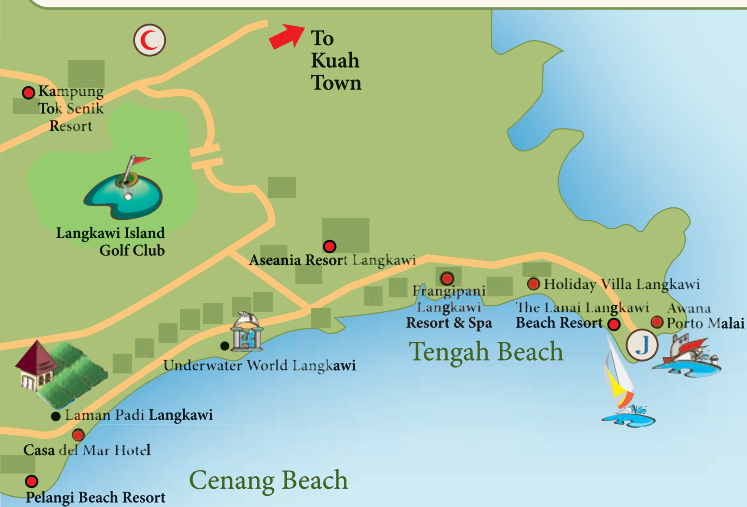 To
Kuah
Town
Kampung
Tok Senik
Resort
Langkawi Island
Golf Club
Aseania Resort Langkawi
Frangipani
Langkawi
Resort & Spa
Holiday Villa Langkawi
The Lanai Langkawi
Beach Resort
Awana
Porto Malai
J
Tengah Beach
Underwater World Langkawi
Laman Padi Langkawi
Casa del Mar Hotel
Cenang Beach
Pelangi Beach Resort